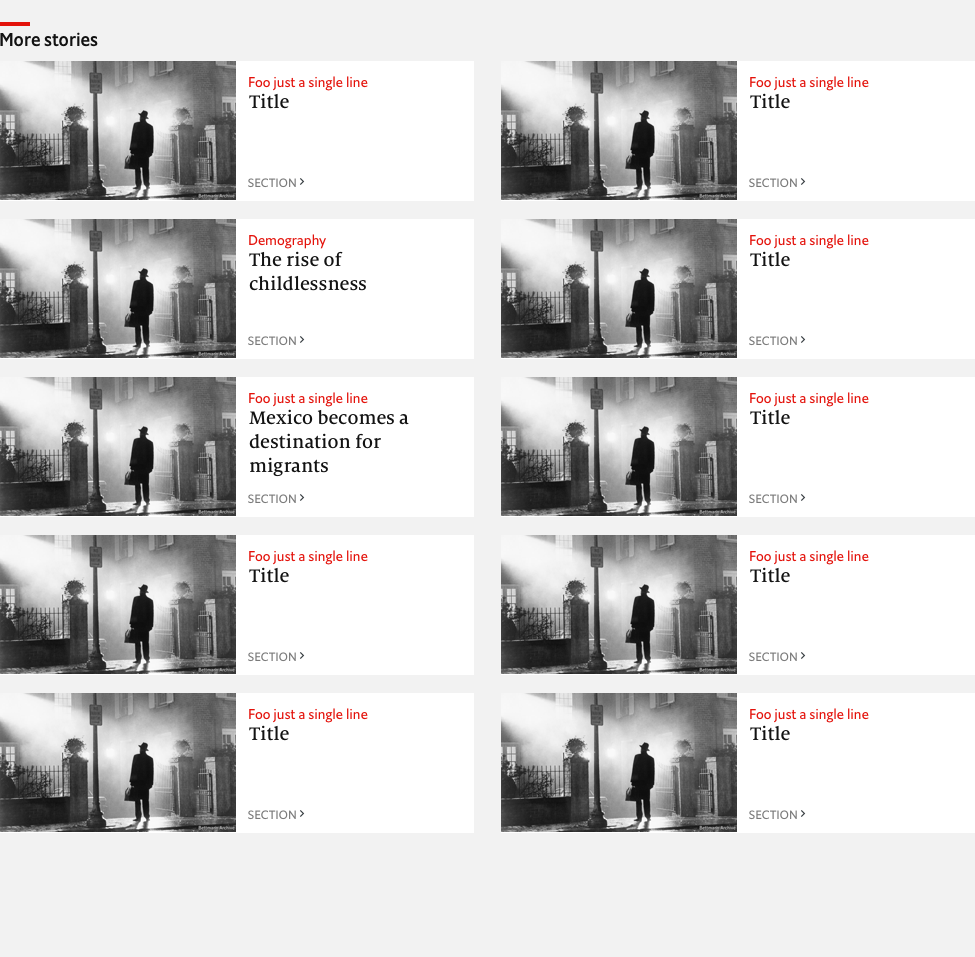 More stories
Foo just a single line
Title
SECTION
Foo just a single line
Title
SECTION
Demography
The rise of
childlessness
SECTION
Foo just a single line
Title
SECTION
Foo just a single line
Mexico becomes a
destination for
migrants
SECTION
Foo just a single line
Title
SECTION
Foo just a single line
Title
SECTION
Foo just a single line
Title
SECTION
Foo just a single line
Title
SECTION
Foo just a single line
Title
SECTION